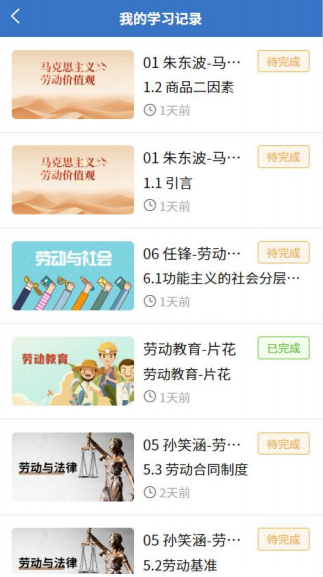 我的学习记录
马克思主义
劳动价值观
01 朱东波-马…
待完成
1.2 商品二因素
1天前
马克思主义
劳动价值观
01 朱东波-马…
待完成
1.1 引言
1天前
劳动与社会
06 任锋-劳动…
待完成
6.1功能主义的社会分层…
1天前
劳动教育
劳动教育-片花
已完成
劳动教育-片花
1天前
劳动与法律
05 孙笑涵-劳…
待完成
5.3 劳动合同制度
2天前
劳动与法律
05 孙笑涵-劳…
待完成
5.2劳动基准